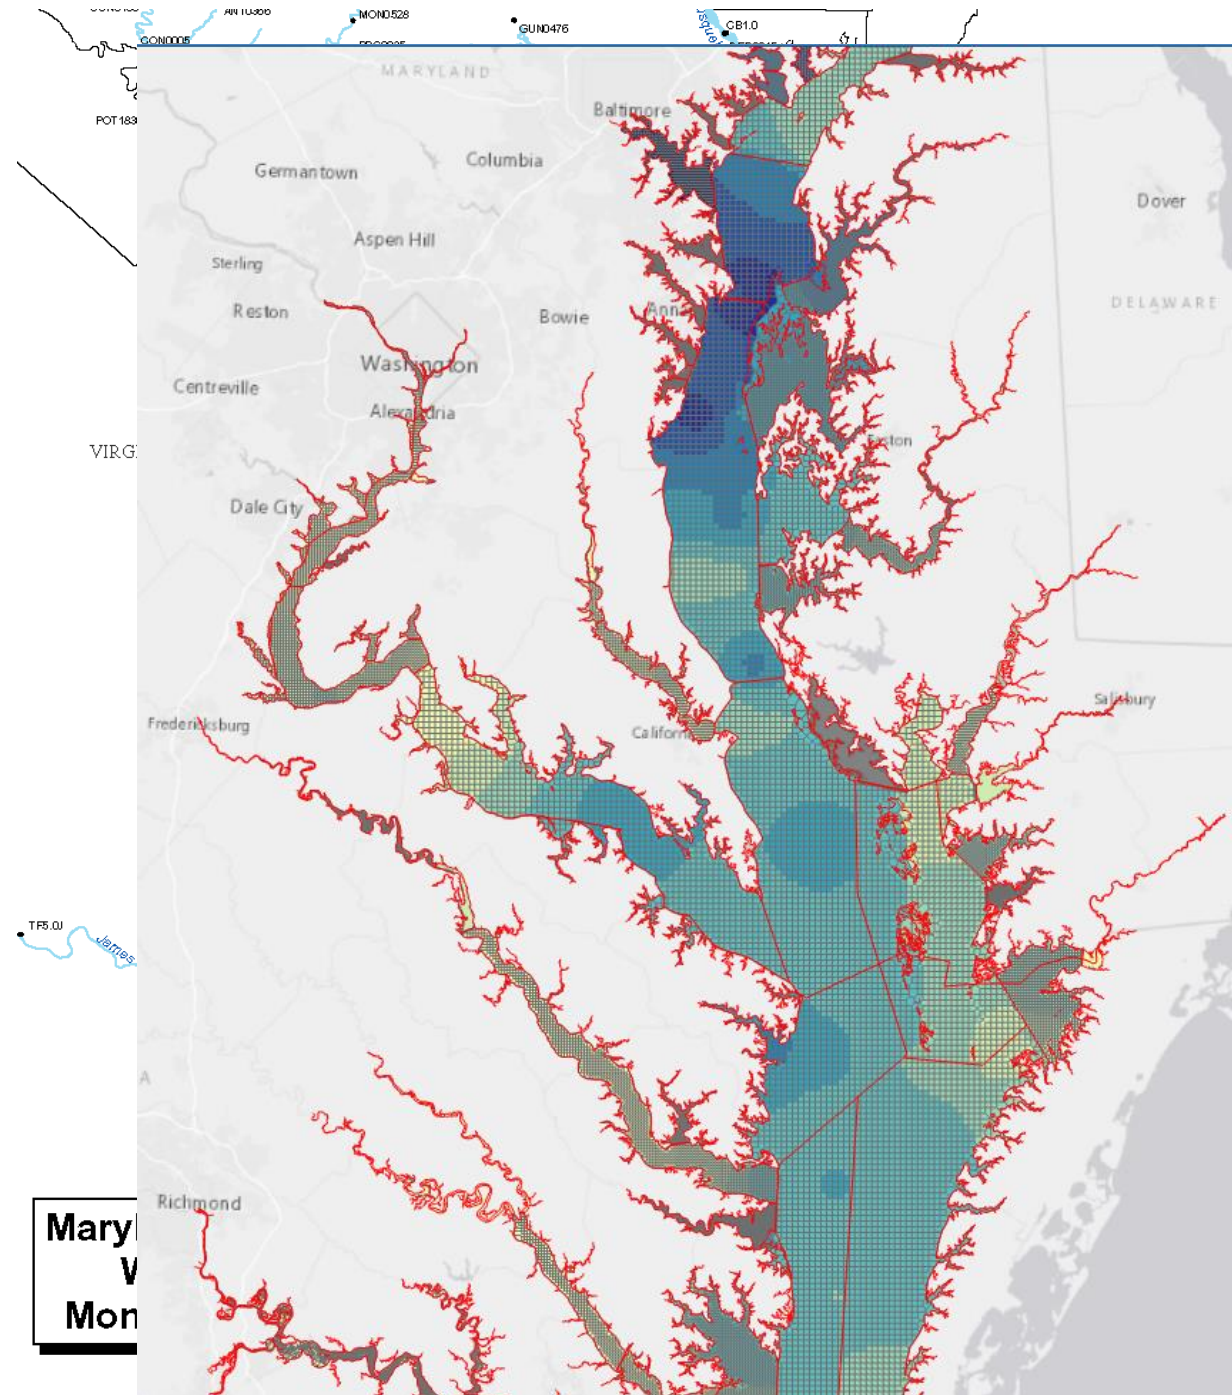 MON0528
GUN0476
CB1.0
GON0005
MARYLAND
Baltimore
POT183
Columbia
Germantown
Dover
Aspen Hill
Sterling
Reston
Bowie
Ann
DELAWARE
Washington
Centreville
Alexandria
VIRG
Easton
Dale City
Salisbury
Fredericksburg
Californ
TF5.0J
James
A
Richmond
Mary
Mon